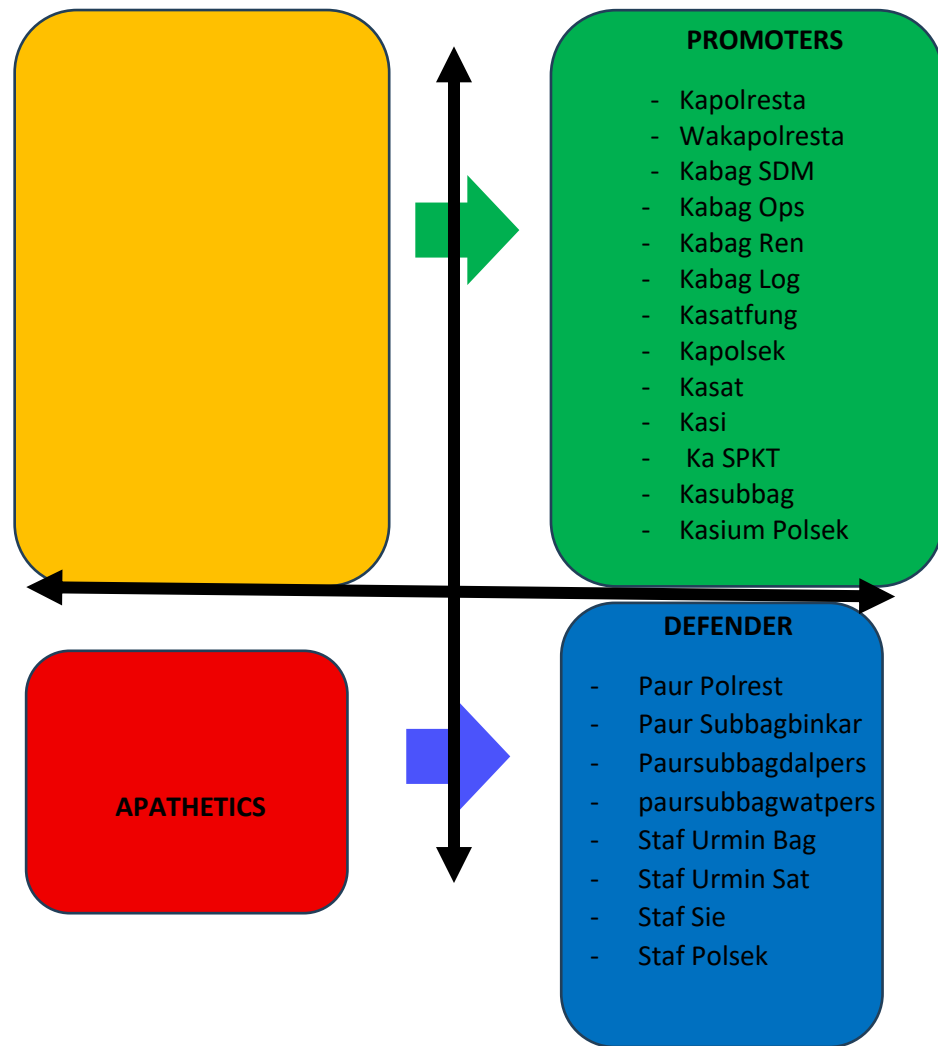 PROMOTERS
- Kapolresta
- Wakapolresta
- Kabag SDM
- Kabag Ops
- Kabag Ren
- Kabag Log
- Kasatfung
- Kapolsek
- Kasat
- Kasi
- Ka SPKT
- Kasubbag
- Kasium Polsek
APATHETICS
DEFENDER
- Paur Polrest
- Paur Subbagbinkar
- Paursubbagdalpers
- paursubbagwatpers
- Staf Urmin Bag
- Staf Urmin Sat
- Staf Sie
- Staf Polsek